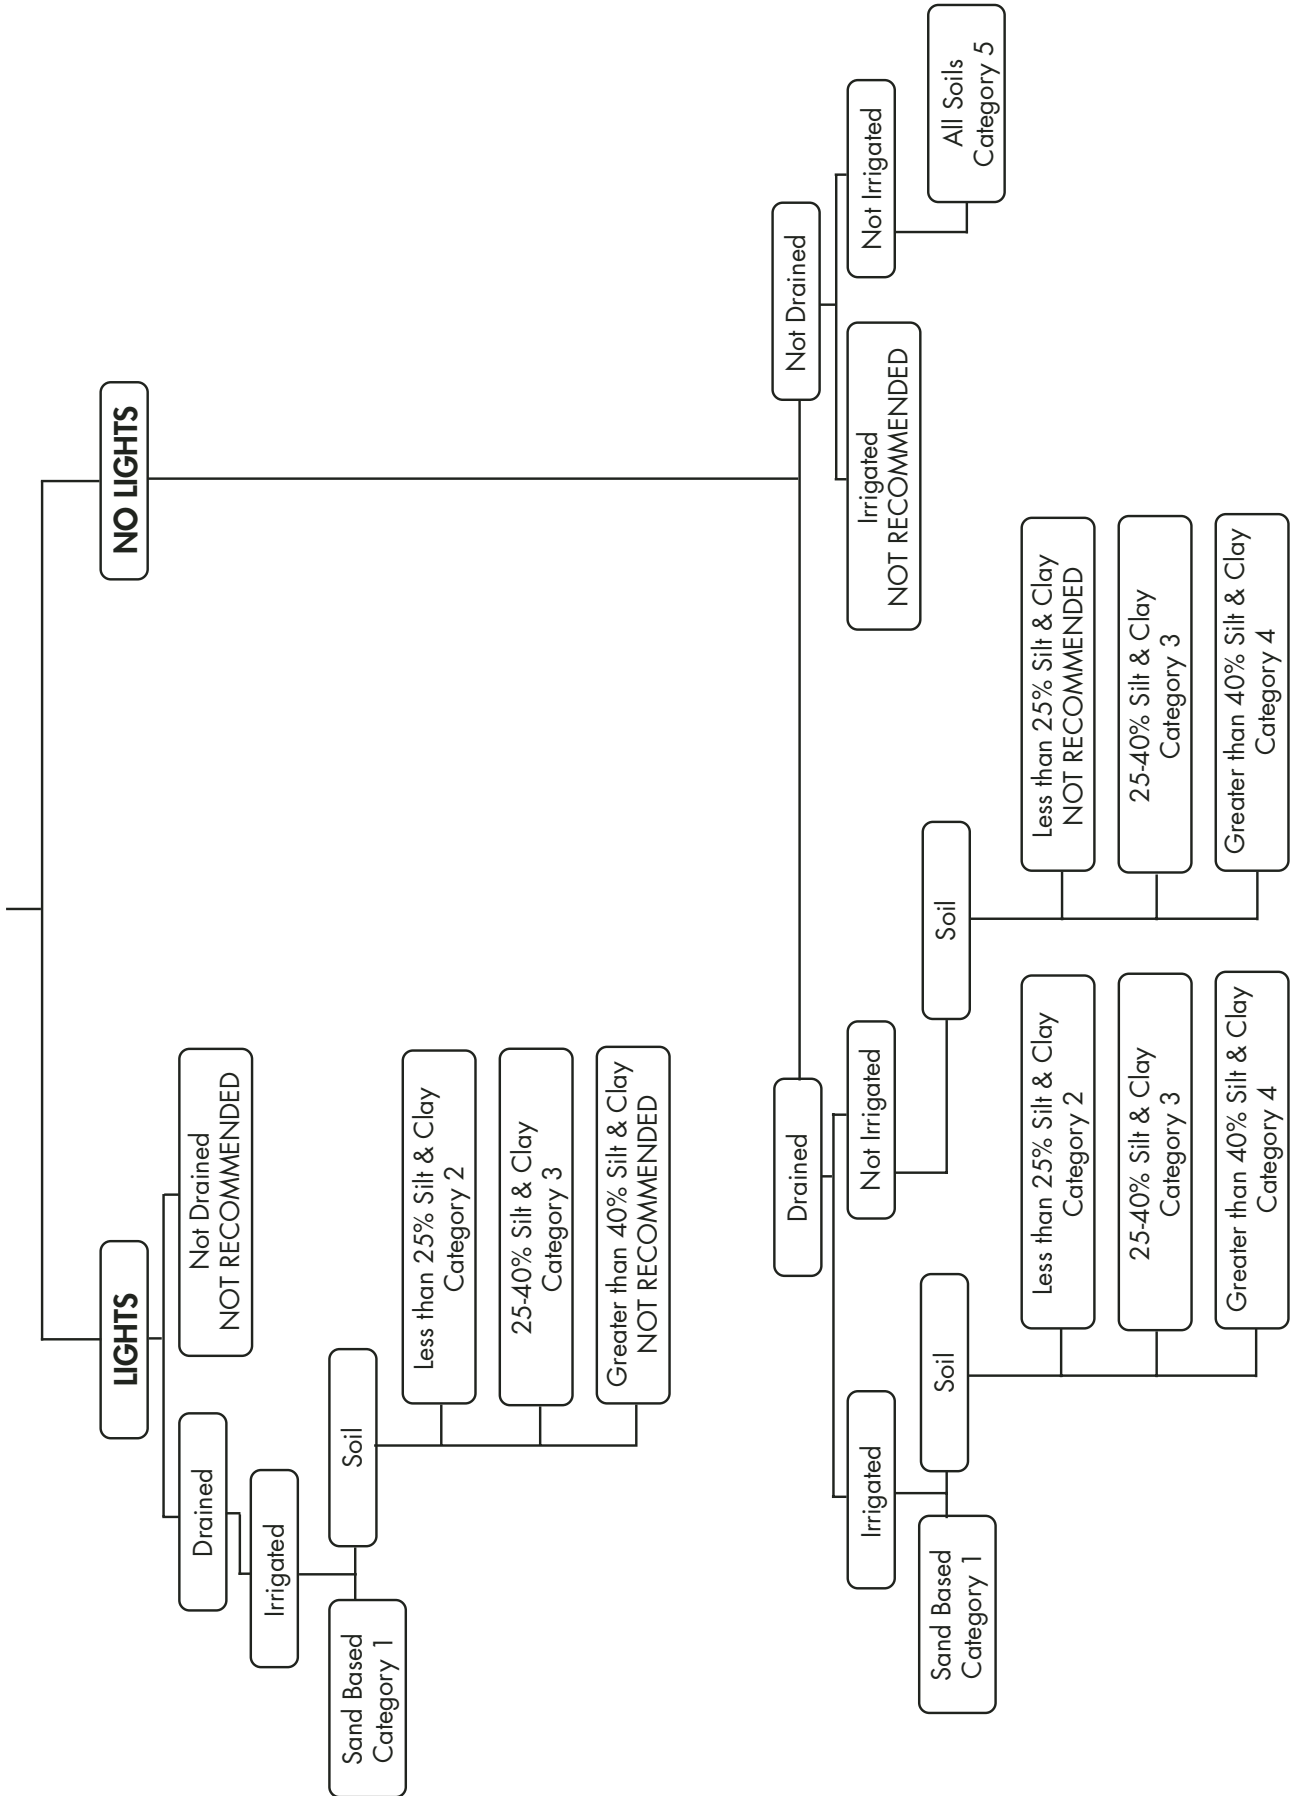 LIGHTS
Drained
Irrigated
Sand Based
Category 1
Soil
Less than 25% Silt & Clay
Category 2
25-40% Silt & Clay
Category 3
Greater than 40% Silt & Clay
NOT RECOMMENDED
Not Drained
NOT RECOMMENDED
NO LIGHTS
Drained
Irrigated
Sand Based
Category 1
Soil
Less than 25% Silt & Clay
Category 2
25-40% Silt & Clay
Category 3
Greater than 40% Silt & Clay
Category 4
Not Irrigated
Soil
Less than 25% Silt & Clay
NOT RECOMMENDED
25-40% Silt & Clay
Category 3
Greater than 40% Silt & Clay
Category 4
Not Drained
Irrigated
NOT RECOMMENDED
Not Irrigated
All Soils
Category 5